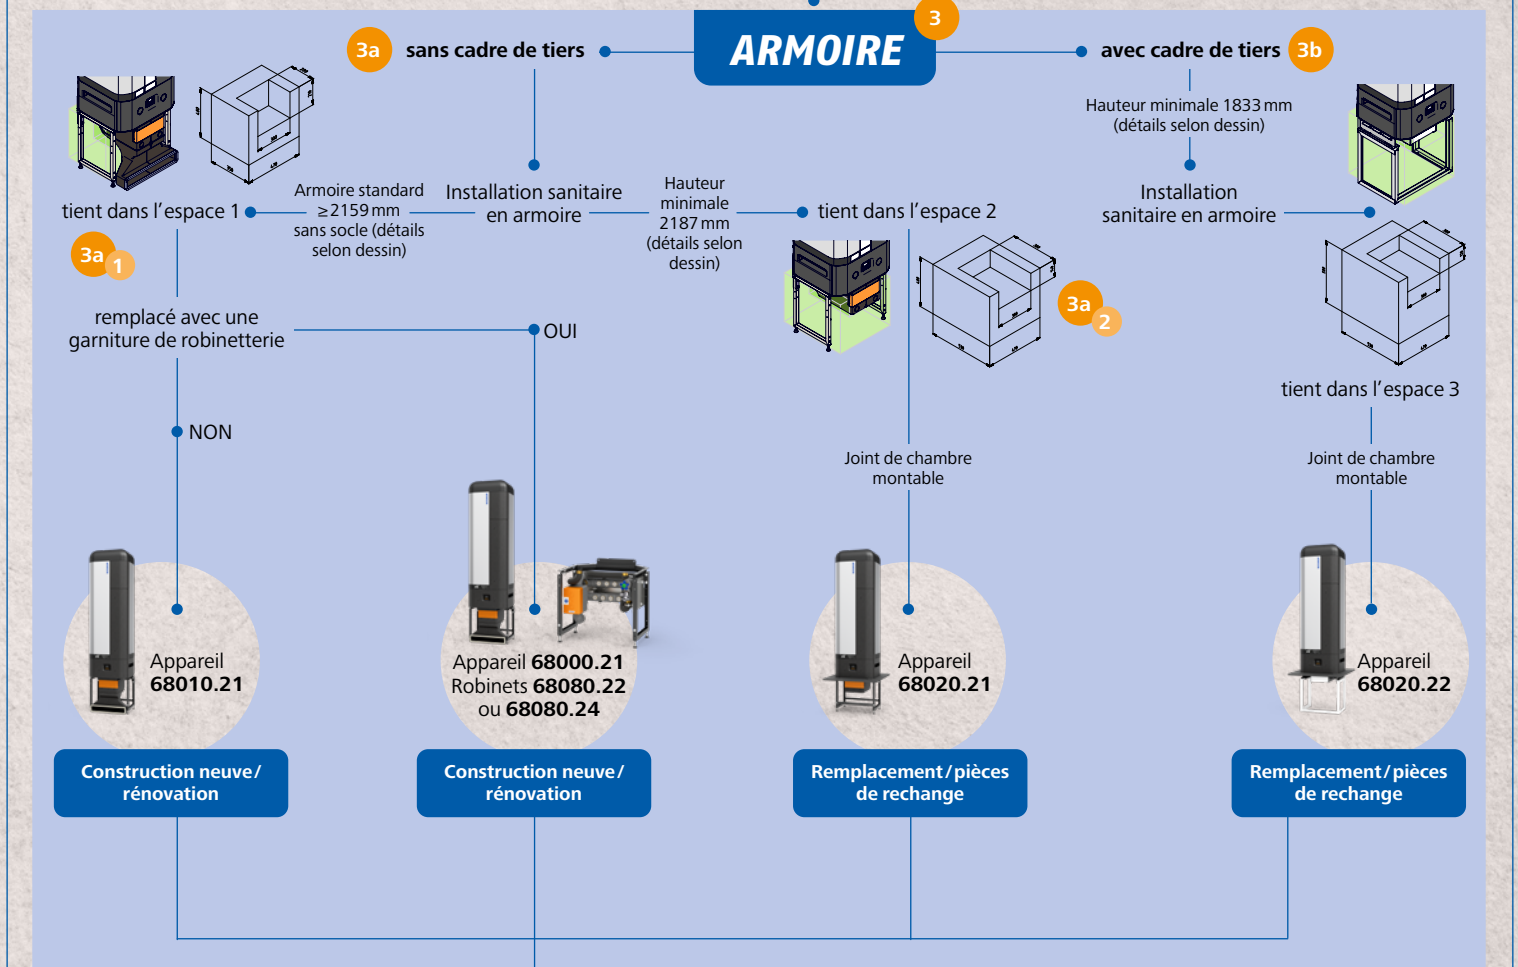 3
ARMOIRE
3a
sans cadre de tiers
avec cadre de tiers
3b
Hauteur minimale 1833 mm
(détails selon dessin)
Installation
sanitaire en armoire
Installation sanitaire
en armoire
Armoire standard
≥2159 mm
sans socle (détails
selon dessin)
tient dans l'espace 1
3a
1
Hauteur
minimale
2187 mm
(détails selon
dessin)
tient dans l'espace 2
3a
2
remplacé avec une
garniture de robinetterie
OUI
NON
tient dans l'espace 3
Joint de chambre
montable
Joint de chambre
montable
Appareil
68010.21
Appareil 68000.21
Robinets 68080.22
ou 68080.24
Appareil
68020.21
Appareil
68020.22
Construction neuve/
rénovation
Construction neuve/
rénovation
Remplacement/pièces
de rechange
Remplacement/pièces
de rechange